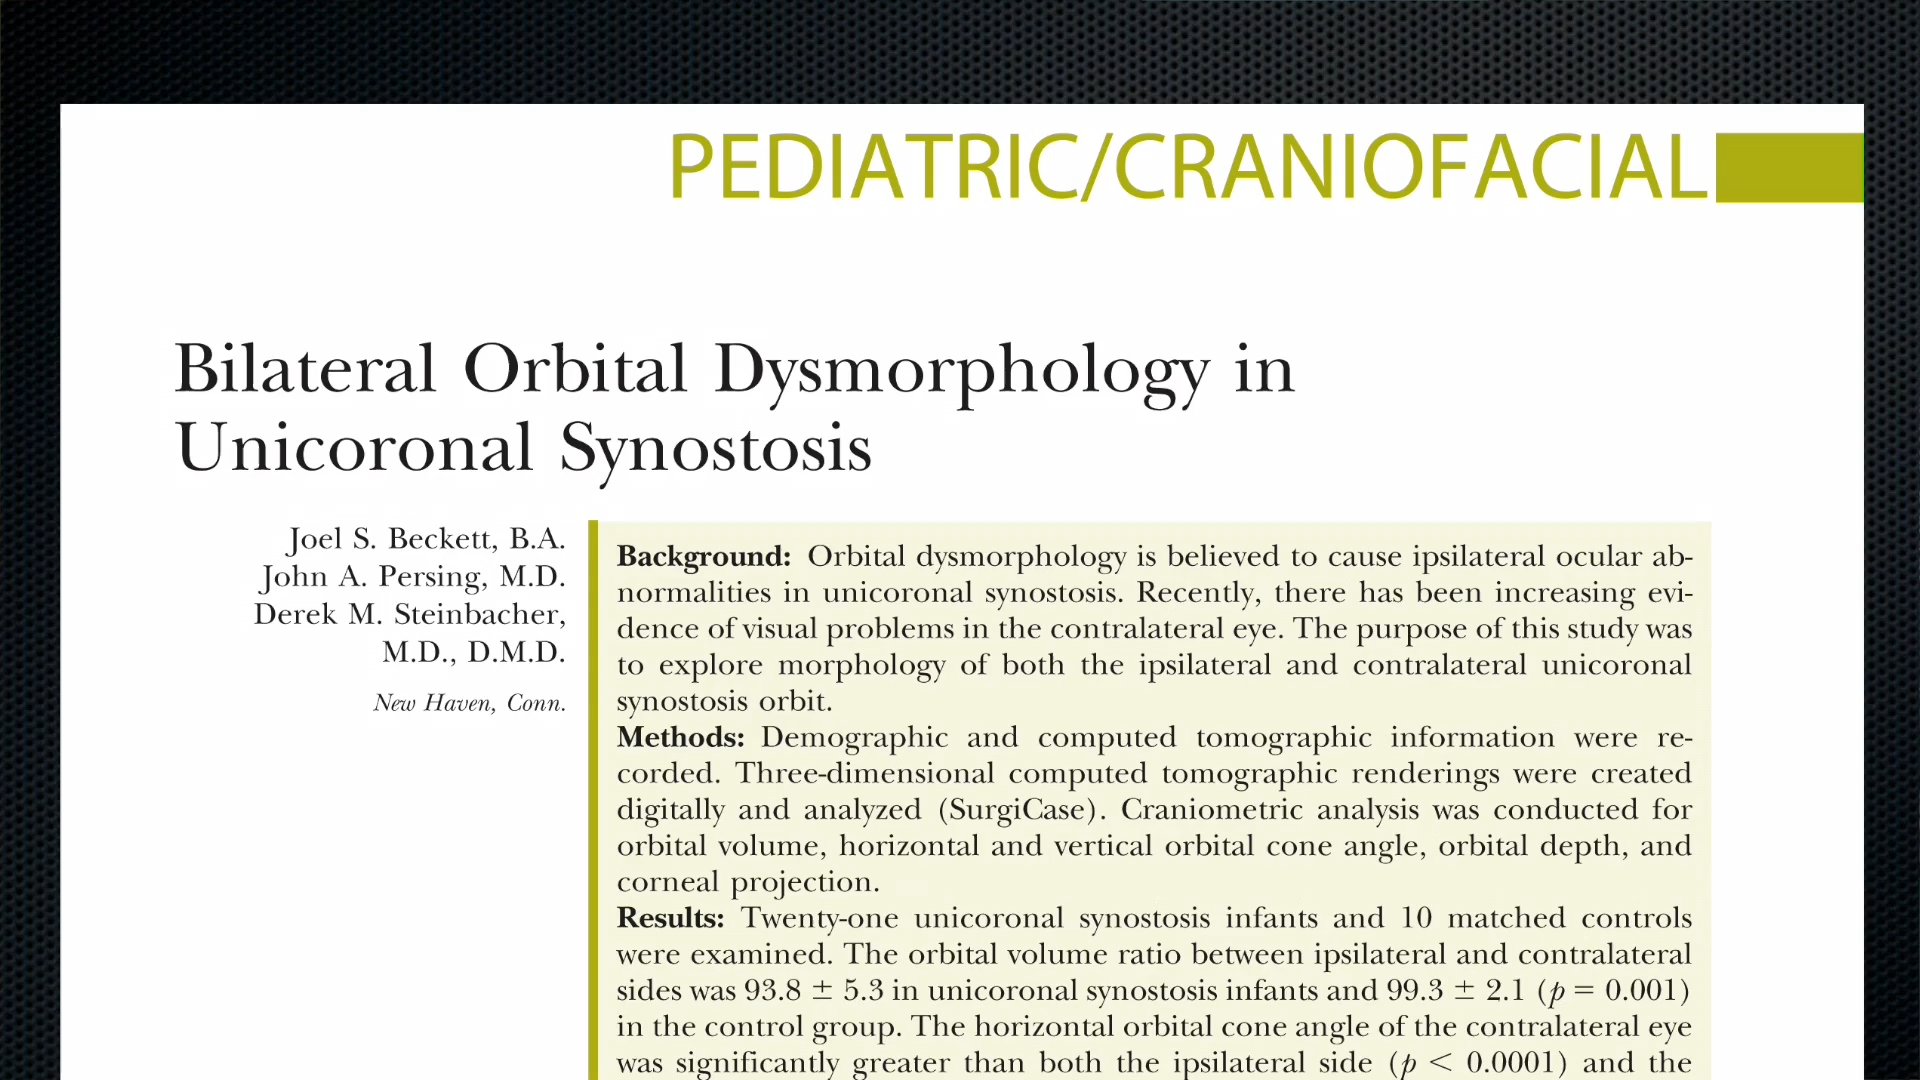 PEDIATRIC/CRANIOFACIAL
Bilateral Orbital Dysmorphology in
Unicoronal Synostosis
Joel S. Beckett, B.A.
John A. Persing, M.D.
Derek M. Steinbacher,
M.D., D.M.D.
New Haven, Conn.
Background: Orbital dysmorphology is believed to cause ipsilateral ocular ab-
normalities in unicoronal synostosis. Recently, there has been increasing evi-
dence of visual problems in the contralateral eye. The purpose of this study was
to explore morphology of both the ipsilateral and contralateral unicoronal
synostosis orbit.
Methods: Demographic and computed tomographic information were re-
corded. Three-dimensional computed tomographic renderings were created
digitally and analyzed (SurgiCase). Craniometric analysis was conducted for
orbital volume, horizontal and vertical orbital cone angle, orbital depth, and
corneal projection.
Results: Twenty-one unicoronal synostosis infants and 10 matched controls
were examined. The orbital volume ratio between ipsilateral and contralateral
sides was 93.8 ± 5.3 in unicoronal synostosis infants and 99.3 ± 2.1 (p = 0.001)
in the control group. The horizontal orbital cone angle of the contralateral eye
was significantly greater than both the ipsilateral side (p < 0.0001) and the